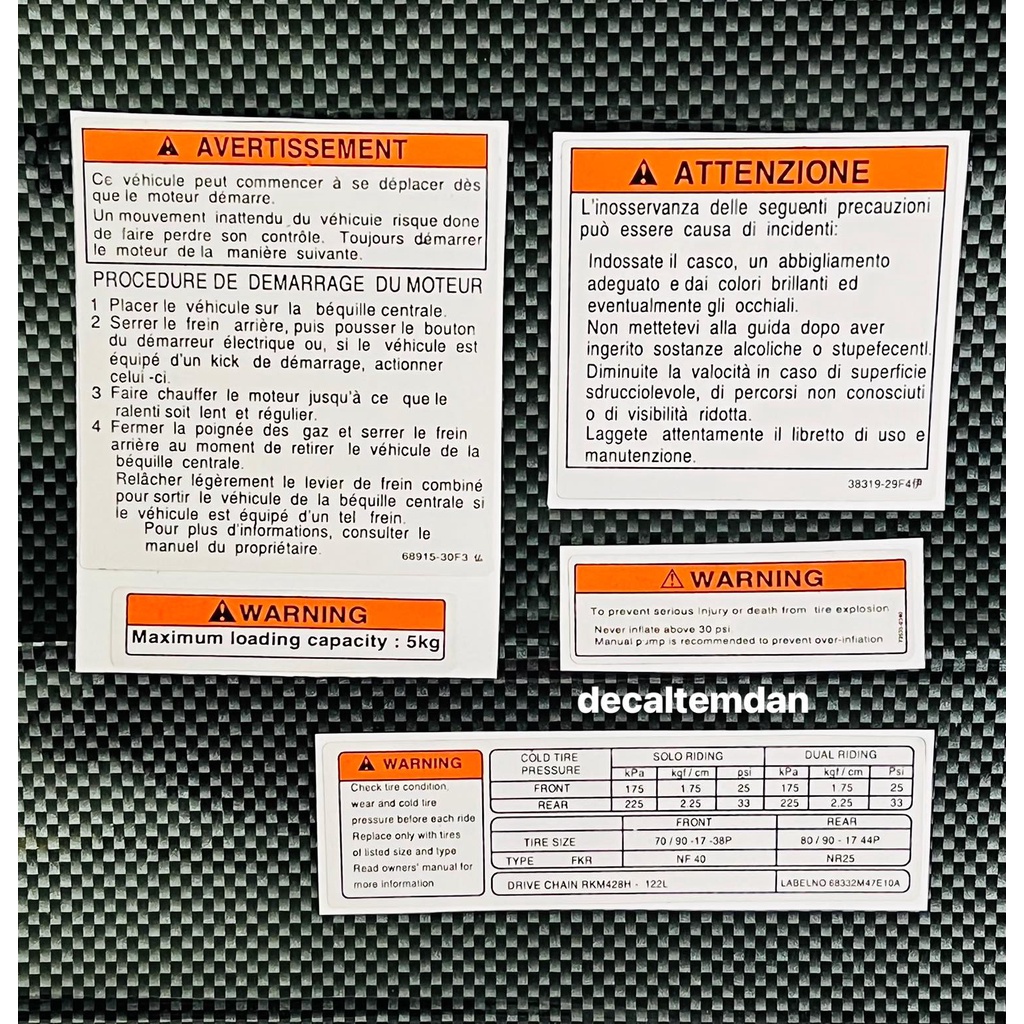 AVERTISSEMENT
Ce véhicule peut commencer à se déplacer dès
que le moteur démarre.
Un mouvement inattendu du véhicuie risque done
de faire perdre son contrôle. Toujours démarrer
le moteur de la manière suivante.
PROCEDURE DE DEMARRAGE DU MOTEUR
1 Placer le véhicule sur la béquille centrale.
2 Serrer le frein arrière, puis pousser le bouton
du démarreur électrique ou, si le véhicule est
équipé d'un kick de démarrage, actionner
celui -ci.
3 Faire chauffer le moteur jusqu'à ce que le
ralenti soit lent et régulier.
4 Fermer la poignée des gaz et serrer le frein
arrière au moment de retirer le véhicule de la
béquille centrale.
Relâcher légèrement le levier de frein combiné
pour sortir le véhicule de la béquille centrale si
le véhicule est équipé d'un tel frein.
Pour plus d'informations, consulter le
manuel du propriétaire.
68915-30F3 仏
WARNING
Maximum loading capacity : 5kg
ATTENZIONE
L'inosservanza delle seguenti precauzioni
può essere causa di incidenti:
Indossate il casco, un abbigliamento
adeguato e dai colori brillanti ed
eventualmente gli occhiali.
Non mettetevi alla guida dopo aver
ingerito sostanze alcoliche o stupefecentl.
Diminuite la valocità in caso di superficie
sdrucciolevole, di percorsi non conosciuti
o di visibilità ridotta.
Laggete attentamente il libretto di uso e
manutenzione.
38319-29F4伊
WARNING
To prevent serious Injury or death from tire explosion
Never inflate above 30 psi
Manual pump is recommended to prevent over-inflation
decaltemdan
WARNING
Check tire condition,
wear and cold tire
pressure before each ride
Replace only with tires
of listed size and type
Read owners' manual for
more information
COLD TIRE PRESSURE SOLO RIDING DUAL RIDING
kPa kgf / cm psi kPa kgf / cm Psi
FRONT 175 1.75 25 175 1.75 25
REAR 225 2.25 33 225 2.25 33
FRONT REAR
TIRE SIZE 70 / 90 -17 -38P 80 / 90 - 17 44P
TYPE FKR NF 40 NR25
DRIVE CHAIN RKM428H - 122L LABELNO 68332M47E10A